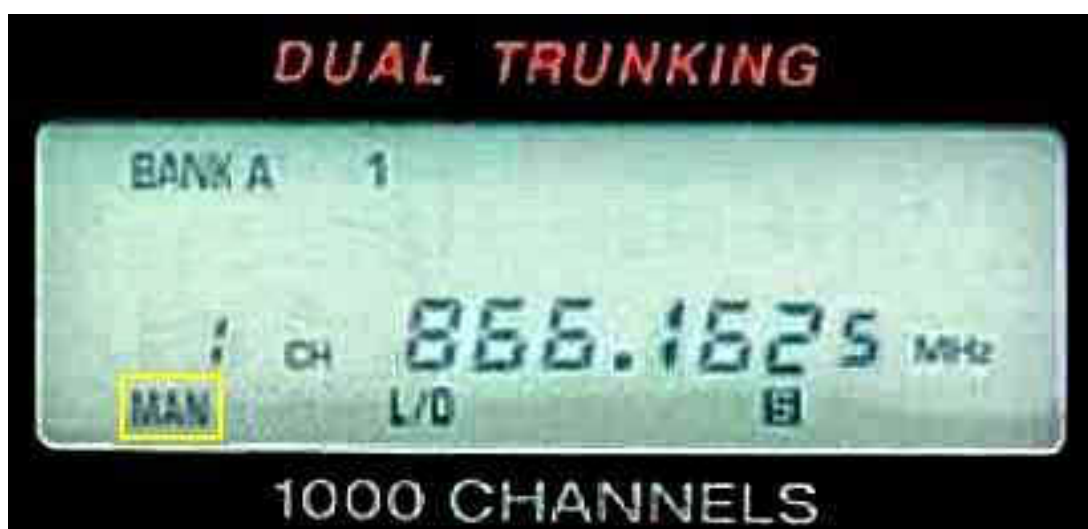 DUAL TRUNKING
BANK A 1
1 CH 866.1625 MHz
MAN L/O S
1000 CHANNELS